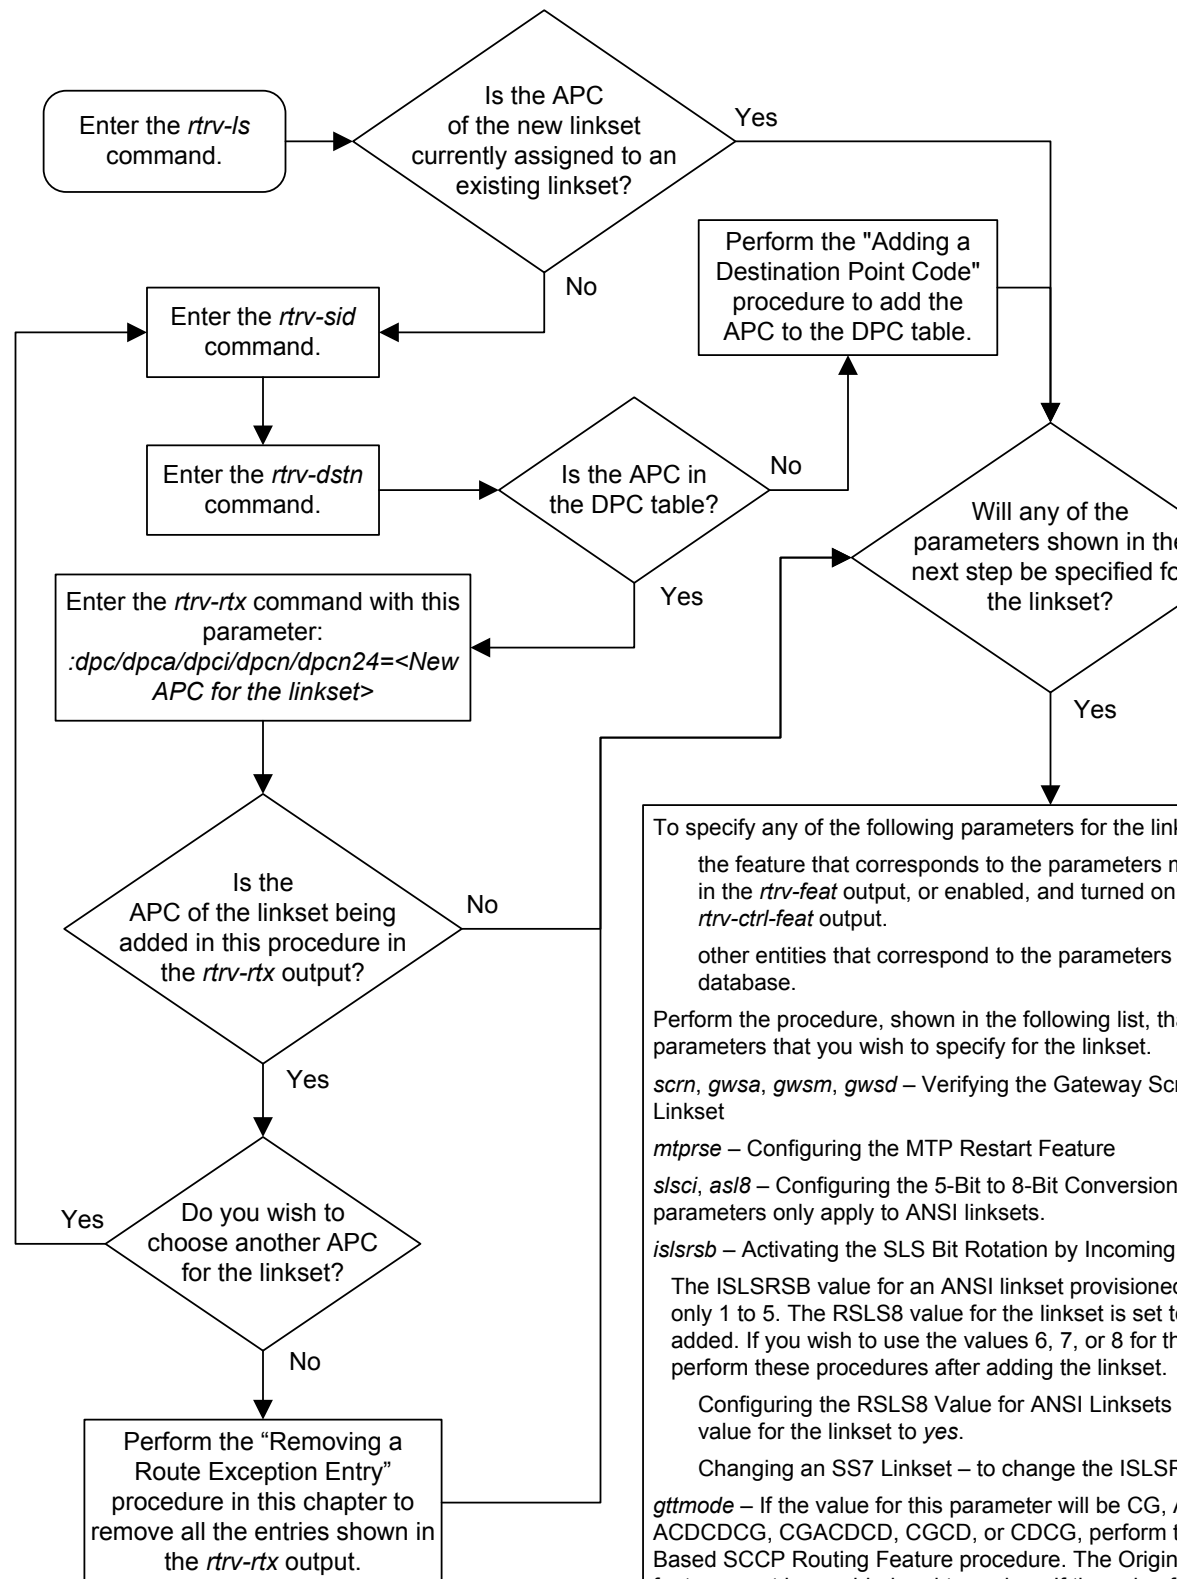 Enter the rtrv-ls
command.
Is the APC
of the new linkset
currently assigned to an
existing linkset?
Yes
No
Perform the "Adding a
Destination Point Code"
procedure to add the
APC to the DPC table.
Enter the rtrv-sid
command.
Enter the rtrv-dstn
command.
Is the APC in
the DPC table?
No
Yes
Will any of the
parameters shown in the
next step be specified fo
the linkset?
Yes
Enter the rtrv-rtx command with this
parameter:
:dpc/dpca/dpci/dpcn/dpcn24=<New
APC for the linkset>
Is the
APC of the linkset being
added in this procedure in
the rtrv-rtx output?
No
Yes
Do you wish to
choose another APC
for the linkset?
Yes
No
Perform the “Removing a
Route Exception Entry”
procedure in this chapter to
remove all the entries shown in
the rtrv-rtx output.
To specify any of the following parameters for the link
the feature that corresponds to the parameters m
in the rtrv-feat output, or enabled, and turned on
rtrv-ctrl-feat output.
other entities that correspond to the parameters
database.
Perform the procedure, shown in the following list, tha
parameters that you wish to specify for the linkset.
scrn, gwsa, gwsm, gwsd – Verifying the Gateway Scr
Linkset
mtprse – Configuring the MTP Restart Feature
slsci, asl8 – Configuring the 5-Bit to 8-Bit Conversion
parameters only apply to ANSI linksets.
islsrsb – Activating the SLS Bit Rotation by Incoming
The ISLSRSB value for an ANSI linkset provisioned
only 1 to 5. The RSLS8 value for the linkset is set to
added. If you wish to use the values 6, 7, or 8 for th
perform these procedures after adding the linkset.
Configuring the RSLS8 Value for ANSI Linksets
value for the linkset to yes.
Changing an SS7 Linkset – to change the ISLSR
gttmode – If the value for this parameter will be CG, A
ACDCDCG, CGACDCD, CGCD, or CDCG, perform t
Based SCCP Routing Feature procedure. The Origin